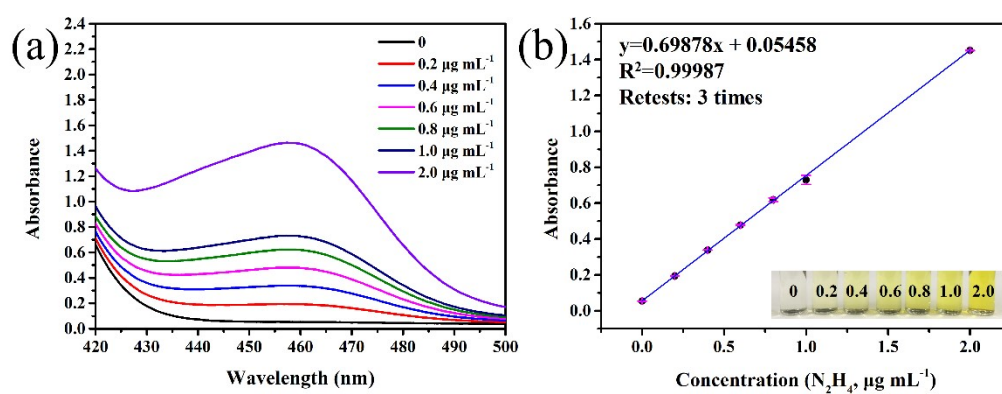 (a)
2.4
2.2
2.0
1.8
1.6
1.4
1.2
1.0
0.8
0.6
0.4
0.2
0.0
Absorbance
420 430 440 450 460 470 480 490 500
Wavelength (nm)
0
0.2 μg mL⁻¹
0.4 μg mL⁻¹
0.6 μg mL⁻¹
0.8 μg mL⁻¹
1.0 μg mL⁻¹
2.0 μg mL⁻¹
(b)
1.6
1.4
1.2
1.0
0.8
0.6
0.4
0.2
0.0
Absorbance
y=0.69878x + 0.05458
R²=0.99987
Retests: 3 times
0 0.2 0.4 0.6 0.8 1.0 2.0
0.0 0.5 1.0 1.5 2.0
Concentration (N₂H₄, μg mL⁻¹)